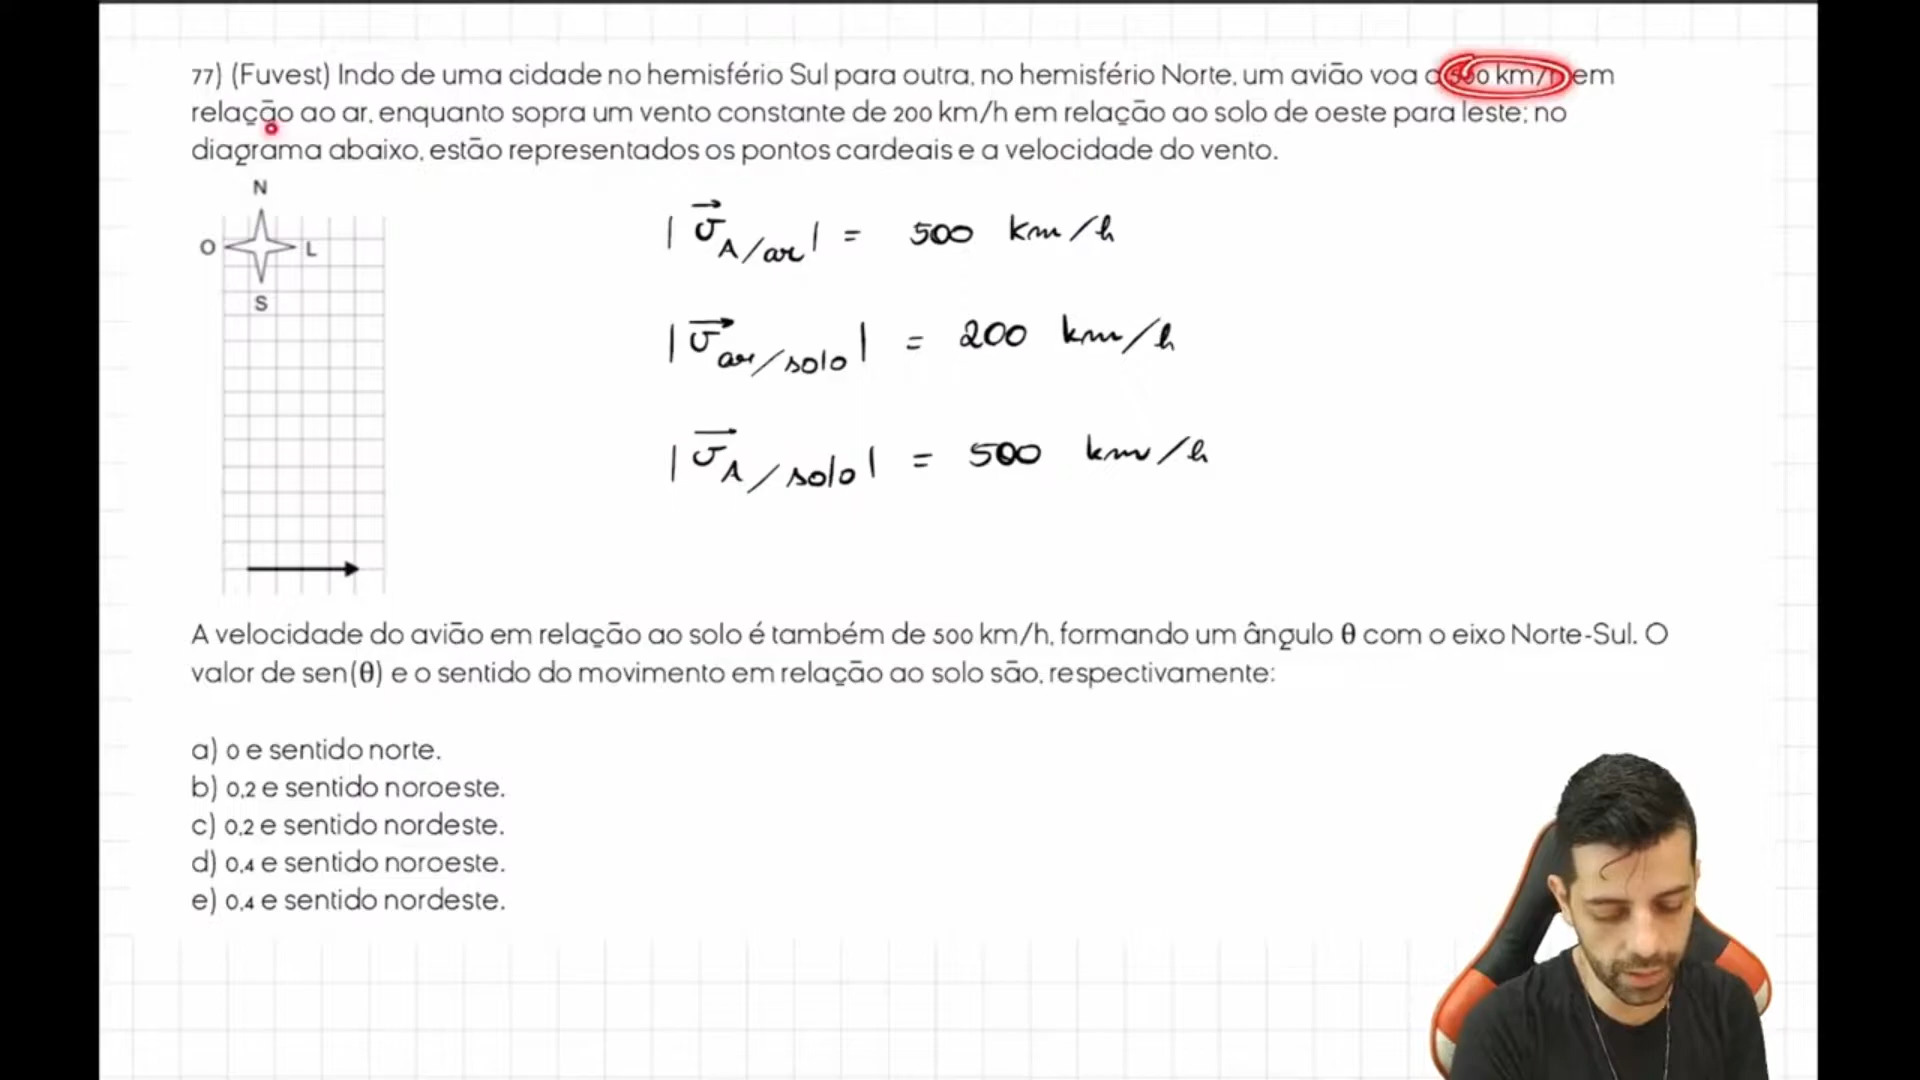 77) (Fuvest) Indo de uma cidade no hemisfério Sul para outra, no hemisfério Norte, um avião voa a 500 km/h em
relação ao ar, enquanto sopra um vento constante de 200 km/h em relação ao solo de oeste para leste; no
diagrama abaixo, estão representados os pontos cardeais e a velocidade do vento.
N
O L
S
|v⃗ A/ar| = 500 km/h
|v⃗ ar/solo| = 200 km/h
|v⃗ A/solo| = 500 km/h
A velocidade do avião em relação ao solo é também de 500 km/h, formando um ângulo θ com o eixo Norte-Sul. O
valor de sen(θ) e o sentido do movimento em relação ao solo são, respectivamente:
a) 0 e sentido norte.
b) 0,2 e sentido noroeste.
c) 0,2 e sentido nordeste.
d) 0,4 e sentido noroeste.
e) 0,4 e sentido nordeste.